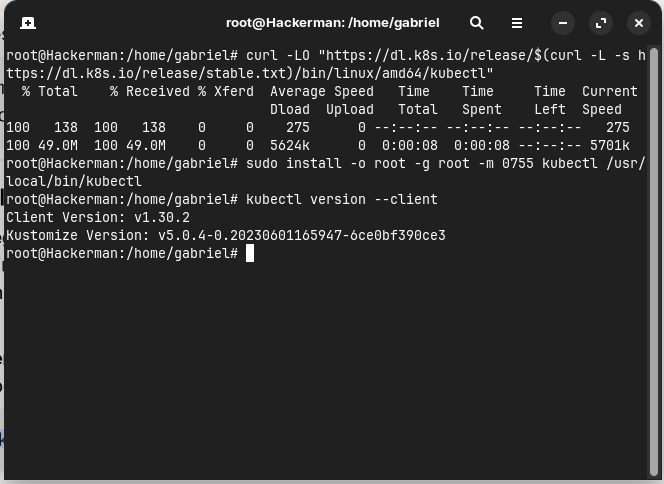 root@Hackerman: /home/gabriel
root@Hackerman:/home/gabriel# curl -LO "https://dl.k8s.io/release/$(curl -L -s h
ttps://dl.k8s.io/release/stable.txt)/bin/linux/amd64/kubectl"
  % Total    % Received % Xferd  Average Speed   Time    Time     Time  Current
                                 Dload  Upload   Total   Spent    Left  Speed
100   138  100   138    0     0    275      0 --:--:-- --:--:-- --:--:--   275
100 49.0M  100 49.0M    0     0  5624k      0  0:00:08  0:00:08 --:--:-- 5701k
root@Hackerman:/home/gabriel# sudo install -o root -g root -m 0755 kubectl /usr/
local/bin/kubectl
root@Hackerman:/home/gabriel# kubectl version --client
Client Version: v1.30.2
Kustomize Version: v5.0.4-0.20230601165947-6ce0bf390ce3
root@Hackerman:/home/gabriel#